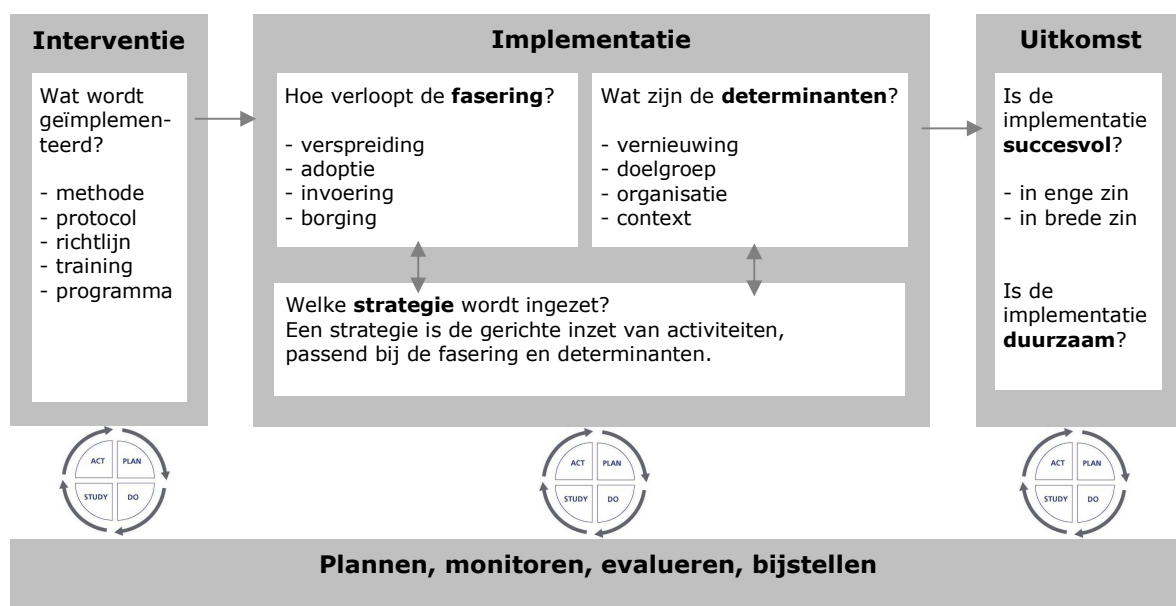 Interventie
Wat wordt
geïmplemen-
teerd?
- methode
- protocol
- richtlijn
- training
- programma
Implementatie
Hoe verloopt de fasering?
- verspreiding
- adoptie
- invoering
- borging
Wat zijn de determinanten?
- vernieuwing
- doelgroep
- organisatie
- context
Welke strategie wordt ingezet?
Een strategie is de gerichte inzet van activiteiten,
passend bij de fasering en determinanten.
Uitkomst
Is de
implementatie
succesvol?
- in enge zin
- in brede zin
Is de
implementatie
duurzaam?
ACT PLAN
STUDY DO
ACT PLAN
STUDY DO
ACT PLAN
STUDY DO
Plannen, monitoren, evalueren, bijstellen